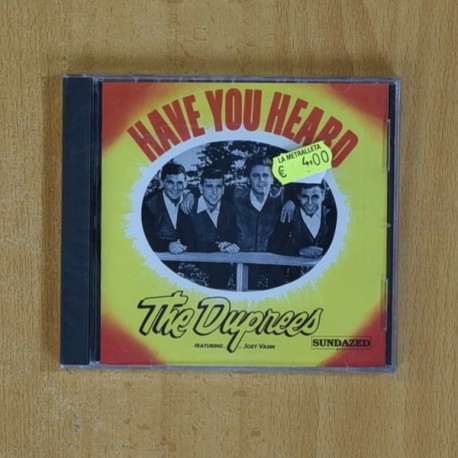 HAVE YOU HEARD
LA METRALLETA
€ 4,00
The Duprees
FEATURING... JOEY VANN
SUNDAZED